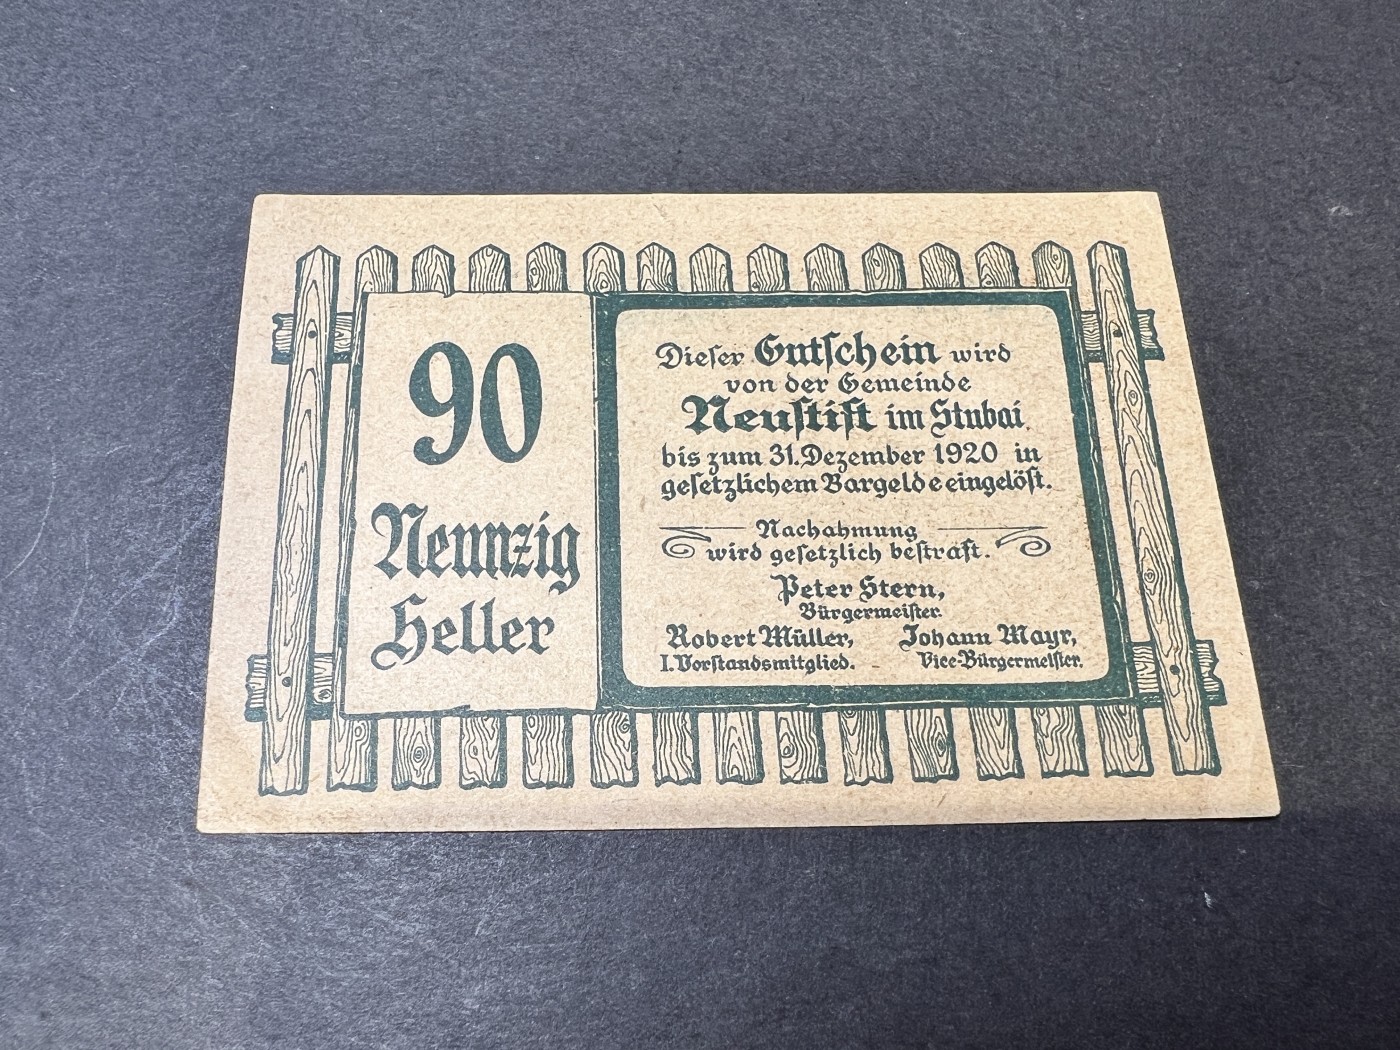 90
Neunzig
Heller
Dieser Gutschein wird
von der Gemeinde
Neustift im Stubai
bis zum 31. Dezember 1920 in
gesetzlichem Bargelde eingelöst.
Nachahmung
wird gesetzlich bestraft.
Peter Stern,
Bürgermeister.
Robert Müller,
I. Vorstandsmitglied.
Johann Mayr,
Vice-Bürgermeister.